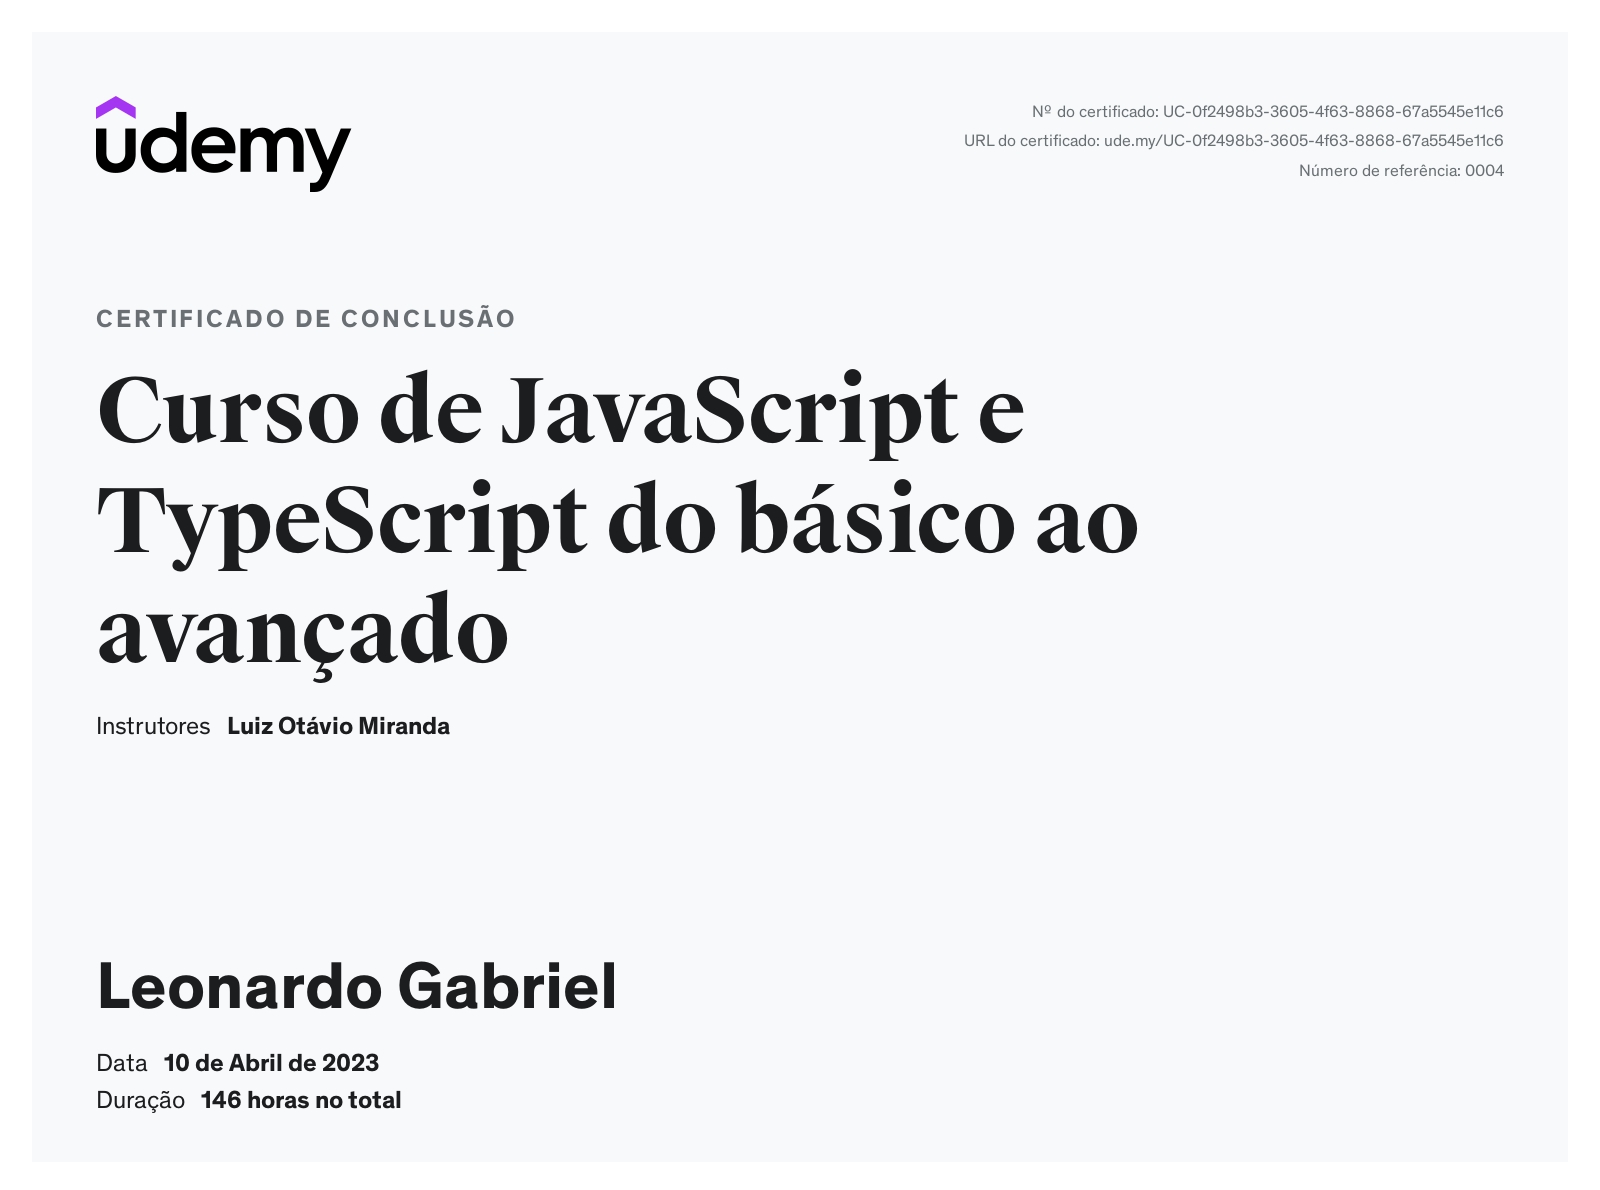 udemy
Nº do certificado: UC-0f2498b3-3605-4f63-8868-67a5545e11c6
URL do certificado: ude.my/UC-0f2498b3-3605-4f63-8868-67a5545e11c6
Número de referência: 0004
CERTIFICADO DE CONCLUSÃO
Curso de JavaScript e
TypeScript do básico ao
avançado
Instrutores Luiz Otávio Miranda
Leonardo Gabriel
Data 10 de Abril de 2023
Duração 146 horas no total